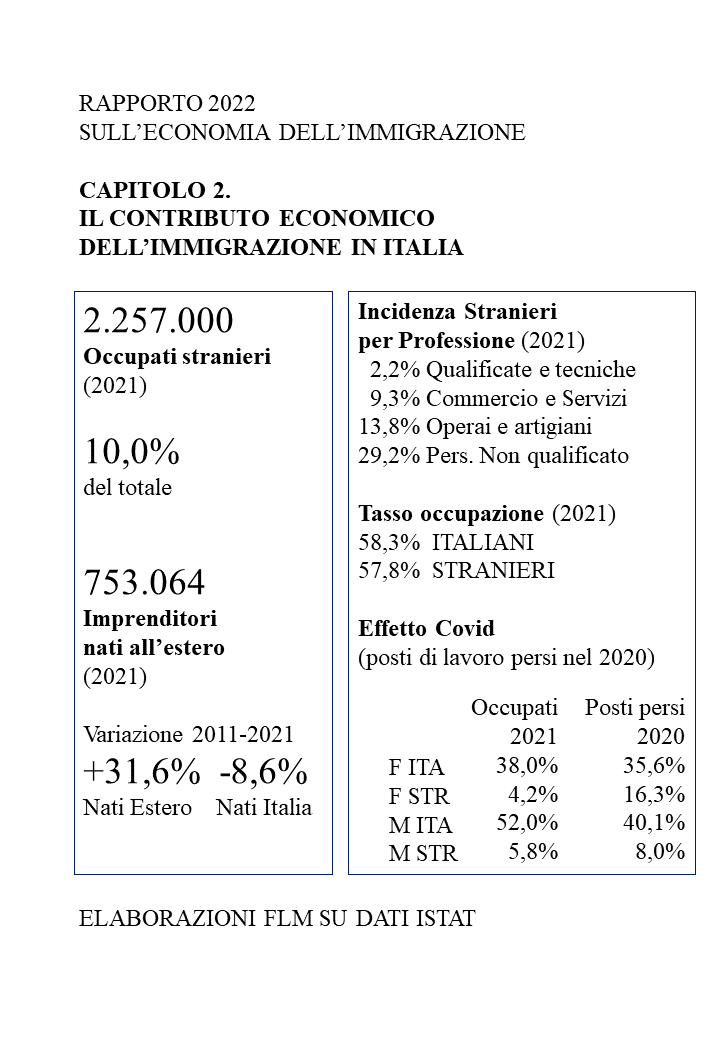 RAPPORTO 2022
SULL’ECONOMIA DELL’IMMIGRAZIONE
CAPITOLO 2.
IL CONTRIBUTO ECONOMICO
DELL’IMMIGRAZIONE IN ITALIA
2.257.000
Occupati stranieri
(2021)
10,0%
del totale
753.064
Imprenditori
nati all’estero
(2021)
Variazione 2011-2021
+31,6% -8,6%
Nati Estero Nati Italia
Incidenza Stranieri
per Professione (2021)
2,2% Qualificate e tecniche
9,3% Commercio e Servizi
13,8% Operai e artigiani
29,2% Pers. Non qualificato
Tasso occupazione (2021)
58,3% ITALIANI
57,8% STRANIERI
Effetto Covid
(posti di lavoro persi nel 2020)
Occupati Posti persi
2021 2020
F ITA 38,0% 35,6%
F STR 4,2% 16,3%
M ITA 52,0% 40,1%
M STR 5,8% 8,0%
ELABORAZIONI FLM SU DATI ISTAT